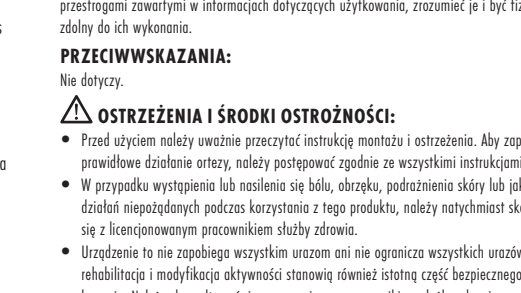 przestrogami zawartymi w informacjach dotyczących użytkowania, zrozumieć je i być
zdolny do ich wykonania.
PRZECIWWSKAZANIA:
Nie dotyczy.
OSTRZEŻENIA I ŚRODKI OSTROŻNOŚCI:
• Przed użyciem należy uważnie przeczytać instrukcję montażu i ostrzeżenia. Aby
prawidłowe działanie ortezy, należy postępować zgodnie ze wszystkimi instrukcjami
• W przypadku wystąpienia lub nasilenia się bólu, obrzęku, podrażnienia skóry lub
działań niepożądanych podczas korzystania z tego produktu, należy natychmiast
się z licencjonowanym pracownikiem służby zdrowia.
• Urządzenie to nie zapobiega wszystkim urazom ani nie ogranicza wszystkich urazów
rehabilitacja i modyfikacja aktywności stanowią również istotną część bezpiecznego